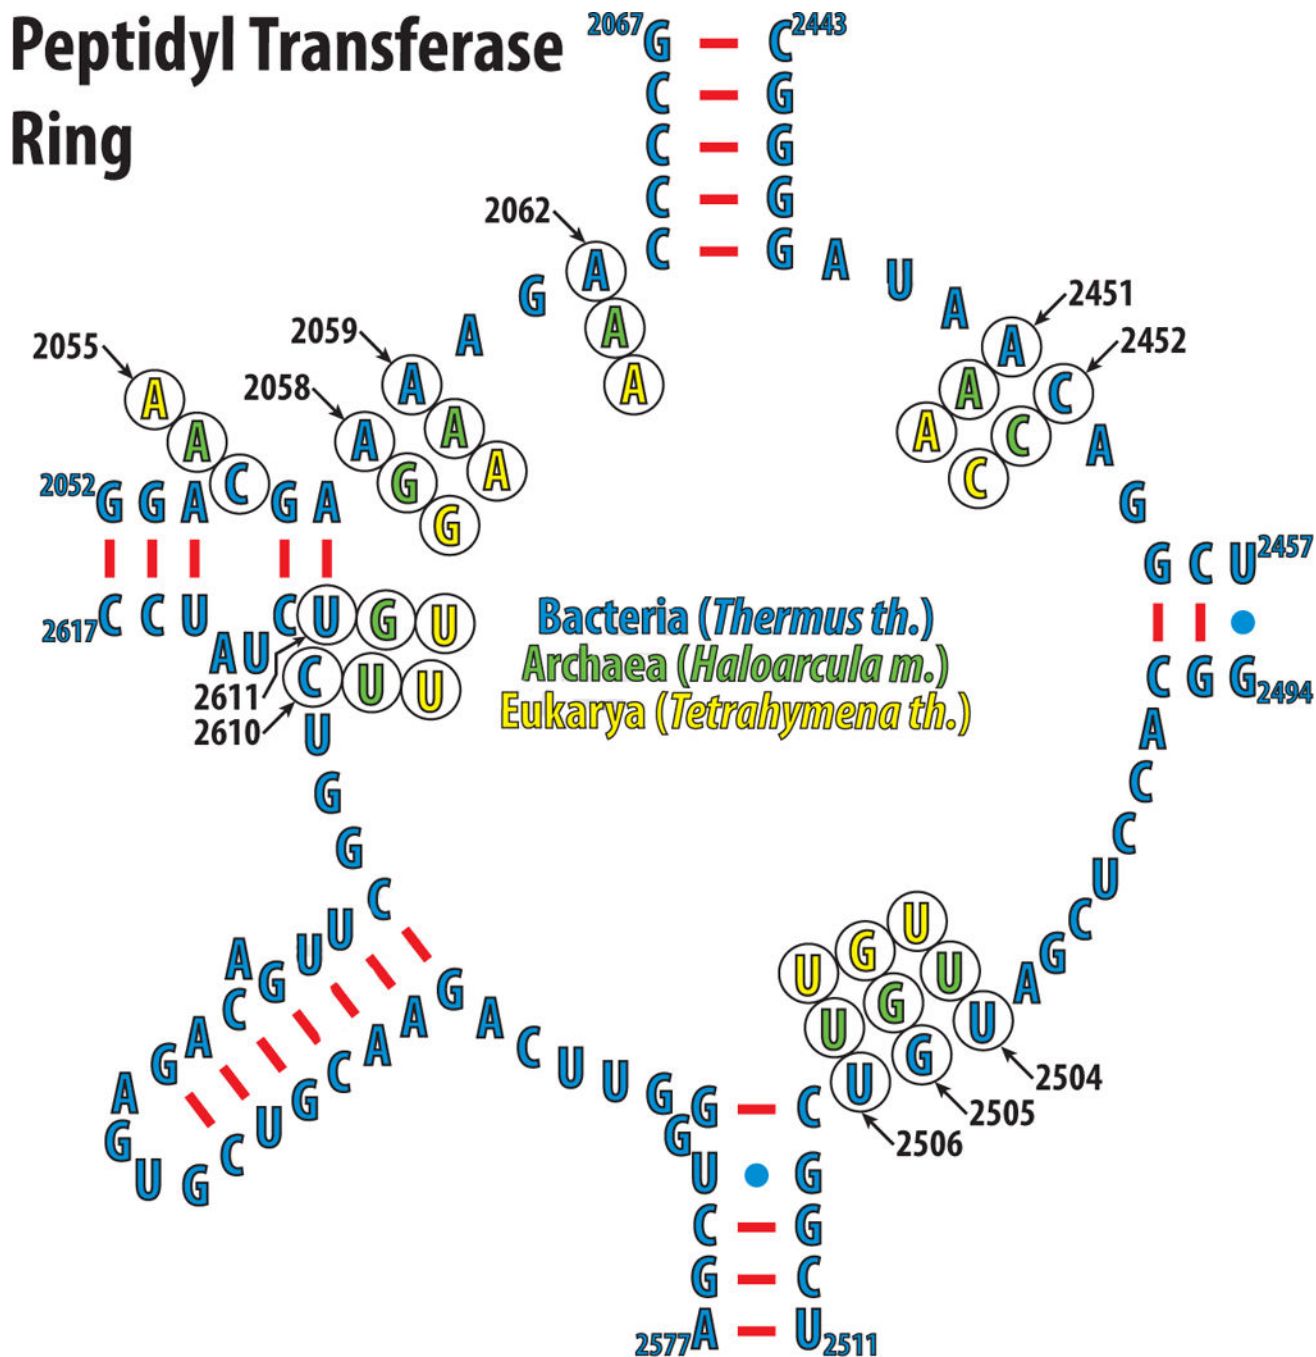 Peptidyl Transferase
Ring
2067 G C 2443
C G
C G
C G
C G A U A A C A G
2062
A G A
A
A
2451
2452
A
A
C
C
2055
2059
2058
A
A
C
A
A
A
A
G
G
2052 G G A G A
2617 C C U A U C U G U
C U U
2611
2610
Bacteria (Thermus th.)
Archaea (Haloarcula m.)
Eukarya (Tetrahymena th.)
G C U 2457
C G G 2494
A
C
C
U
C
G
A
U G U
U G U
U G U
2504
2505
2506
U
G
G
C
U
U
G
A
C
A
G
A
G
U
G
C
U
G
C
A
A
G
A
C
U
U
G
G
G C
U G
C G
G C
2577 A U 2511